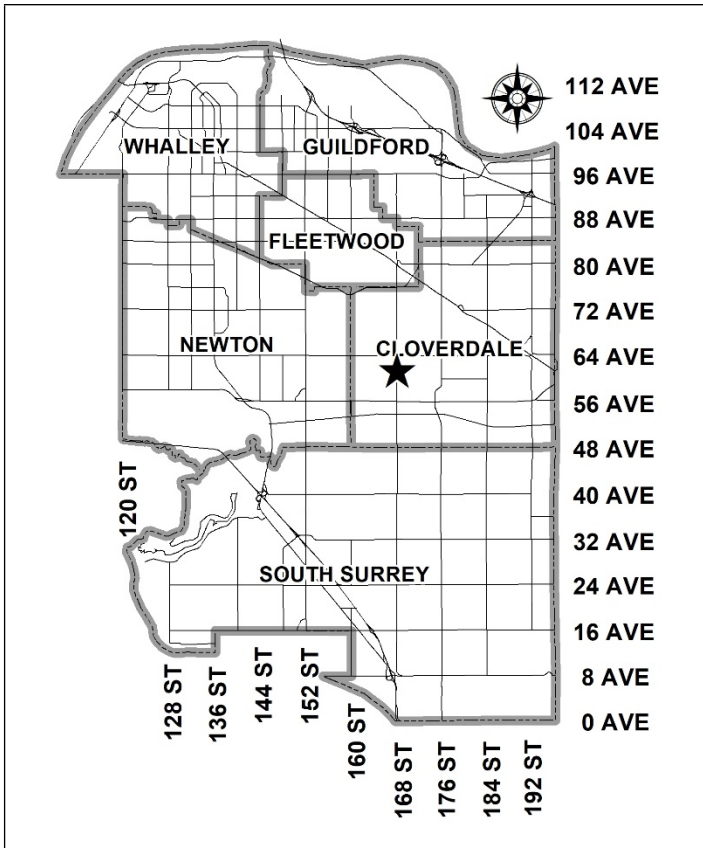 112 AVE
104 AVE
WHALLEY
GUILDFORD
96 AVE
88 AVE
FLEETWOOD
80 AVE
72 AVE
NEWTON
CLOVERDALE
64 AVE
56 AVE
48 AVE
120 ST
40 AVE
32 AVE
SOUTH SURREY
24 AVE
16 AVE
8 AVE
0 AVE
128 ST
136 ST
144 ST
152 ST
160 ST
168 ST
176 ST
184 ST
192 ST